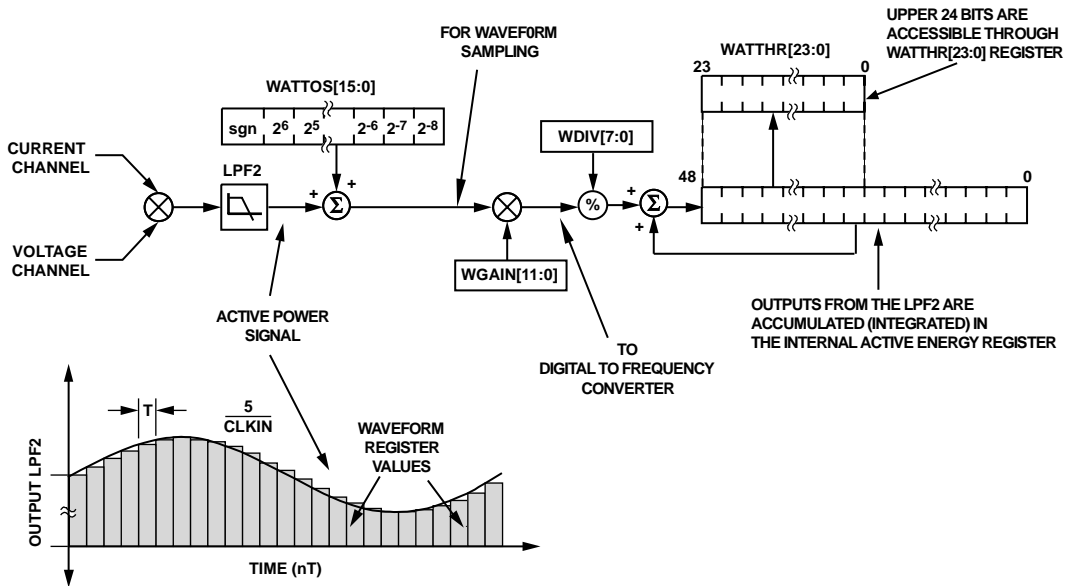 UPPER 24 BITS ARE
ACCESSIBLE THROUGH
WATTHR[23:0] REGISTER
FOR WAVEF0RM
SAMPLING
WATTHR[23:0]
23
0
WATTOS[15:0]
sgn 2^6 2^5 2^-6 2^-7 2^-8
WDIV[7:0]
CURRENT
CHANNEL
LPF2
48
0
+
+
Σ
%
+
+
Σ
VOLTAGE
CHANNEL
WGAIN[11:0]
ACTIVE POWER
SIGNAL
OUTPUTS FROM THE LPF2 ARE
ACCUMULATED (INTEGRATED) IN
THE INTERNAL ACTIVE ENERGY REGISTER
TO
DIGITAL TO FREQUENCY
CONVERTER
T
5
CLKIN
WAVEFORM
REGISTER
VALUES
OUTPUT LPF2
TIME (nT)